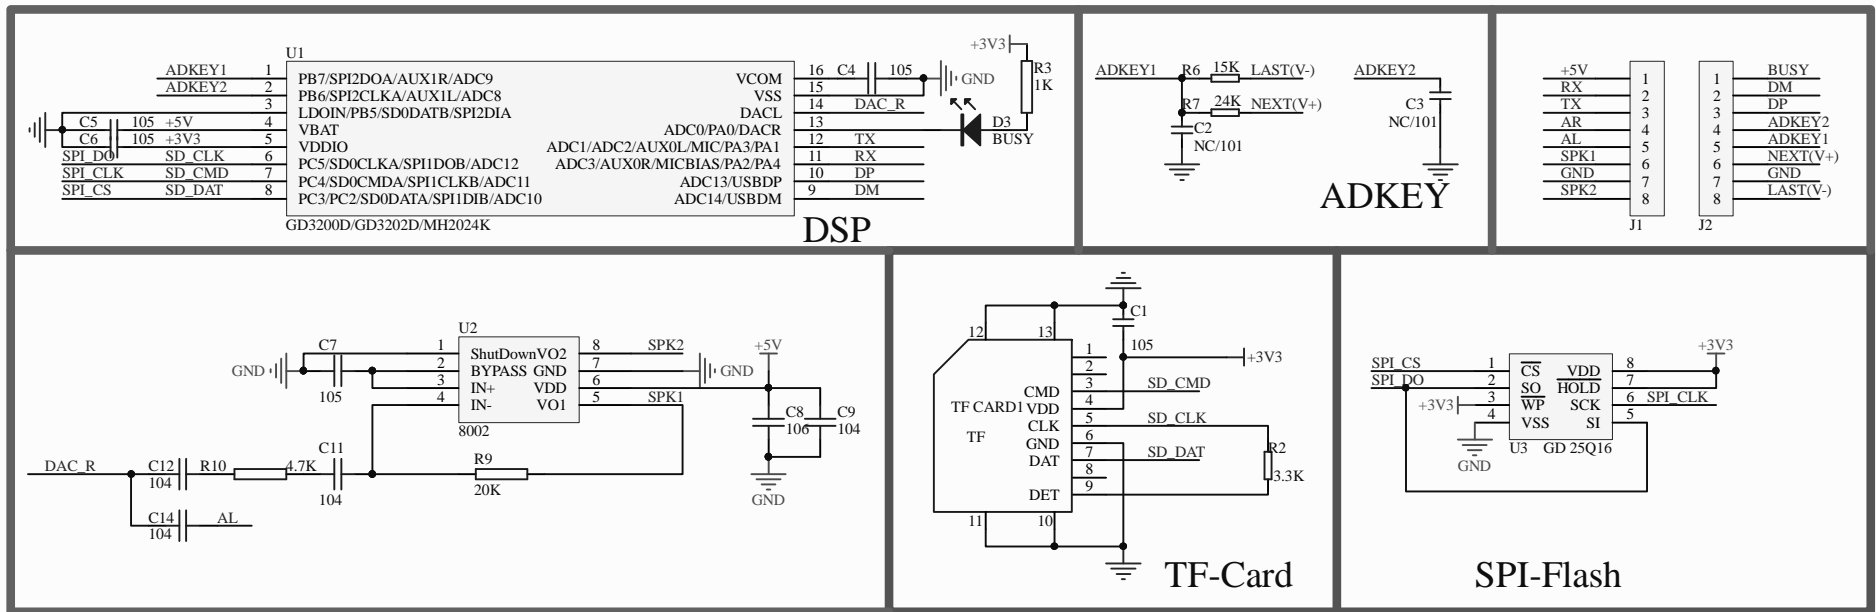 U1
ADKEY1 1 PB7/SPI2DOA/AUX1R/ADC9 VCOM 16 C4 105 GND
ADKEY2 2 PB6/SPI2CLKA/AUX1L/ADC8 VSS 15
3 LDOIN/PB5/SD0DATB/SPI2DIA DACL 14 DAC_R
C5 105 +5V 4 VBAT ADC0/PA0/DACR 13
C6 105 +3V3 5 VDDIO ADC1/ADC2/AUX0L/MIC/PA3/PA1 12 TX
SPI_DO SD_CLK 6 PC5/SD0CLKA/SPI1DOB/ADC12 ADC3/AUX0R/MICBIAS/PA2/PA4 11 RX
SPI_CLK SD_CMD 7 PC4/SD0CMDA/SPI1CLKB/ADC11 ADC13/USBDP 10 DP
SPI_CS SD_DAT 8 PC3/PC2/SD0DATA/SPI1DIB/ADC10 ADC14/USBDM 9 DM
GD3200D/GD3202D/MH2024K
+3V3
R3
1K
D3
BUSY
DSP
ADKEY1 R6 15K LAST(V-)
R7 24K NEXT(V+)
C2
NC/101
ADKEY2
C3
NC/101
ADKEY
+5V 1 1 BUSY
RX 2 2 DM
TX 3 3 DP
AR 4 4 ADKEY2
AL 5 5 ADKEY1
SPK1 6 6 NEXT(V+)
GND 7 7 GND
SPK2 8 8 LAST(V-)
J1 J2
U2
C7 1 ShutDown VO2 8 SPK2
GND 2 BYPASS GND 7 GND
105 3 IN+ VDD 6
4 IN- VO1 5 SPK1
8002
+5V
C8 C9
106 104
GND
DAC_R C12 R10 4.7K C11 R9
104 104 20K
C14 AL
104
C1
12 13
105
+3V3
1
2
CMD 3 SD_CMD
TF CARD1 VDD 4
CLK 5 SD_CLK
TF GND 6
DAT 7 SD_DAT
8
DET 9
R2
3.3K
11 10
TF-Card
+3V3
SPI_CS 1 CS VDD 8
SPI_DO 2 SO HOLD 7
+3V3 3 WP SCK 6 SPI_CLK
4 VSS SI 5
U3 GD 25Q16
GND
SPI-Flash